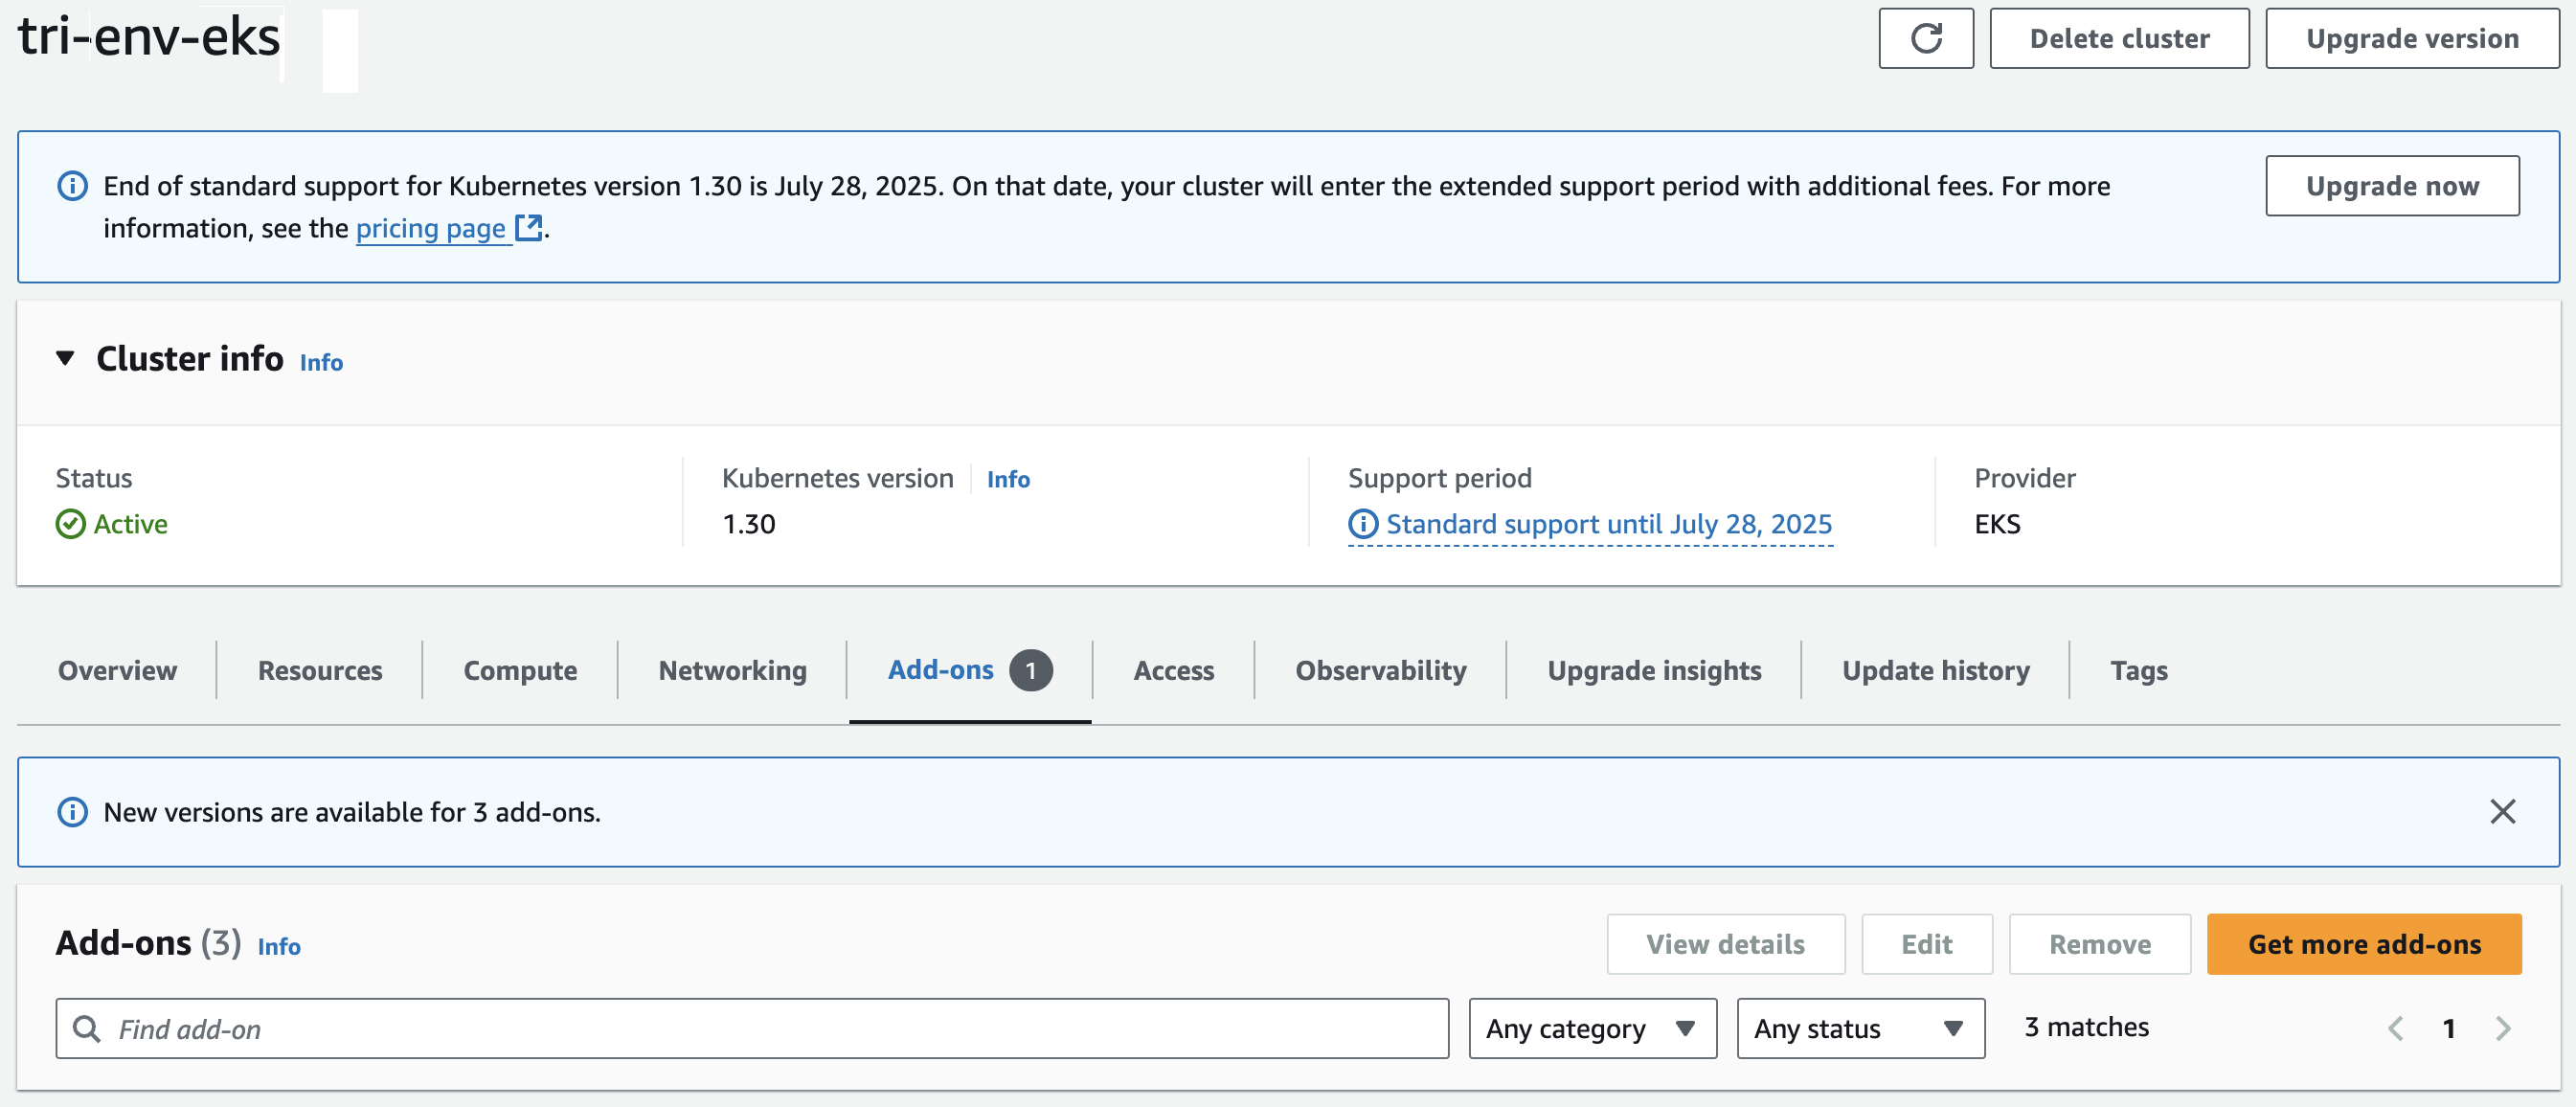 tri-env-eks
Delete cluster
Upgrade version
End of standard support for Kubernetes version 1.30 is July 28, 2025. On that date, your cluster will enter the extended support period with additional fees. For more
information, see the pricing page.
Upgrade now
Cluster info Info
Status
Active
Kubernetes version Info
1.30
Support period
Standard support until July 28, 2025
Provider
EKS
Overview
Resources
Compute
Networking
Add-ons 1
Access
Observability
Upgrade insights
Update history
Tags
New versions are available for 3 add-ons.
Add-ons (3) Info
View details
Edit
Remove
Get more add-ons
Find add-on
Any category
Any status
3 matches
1